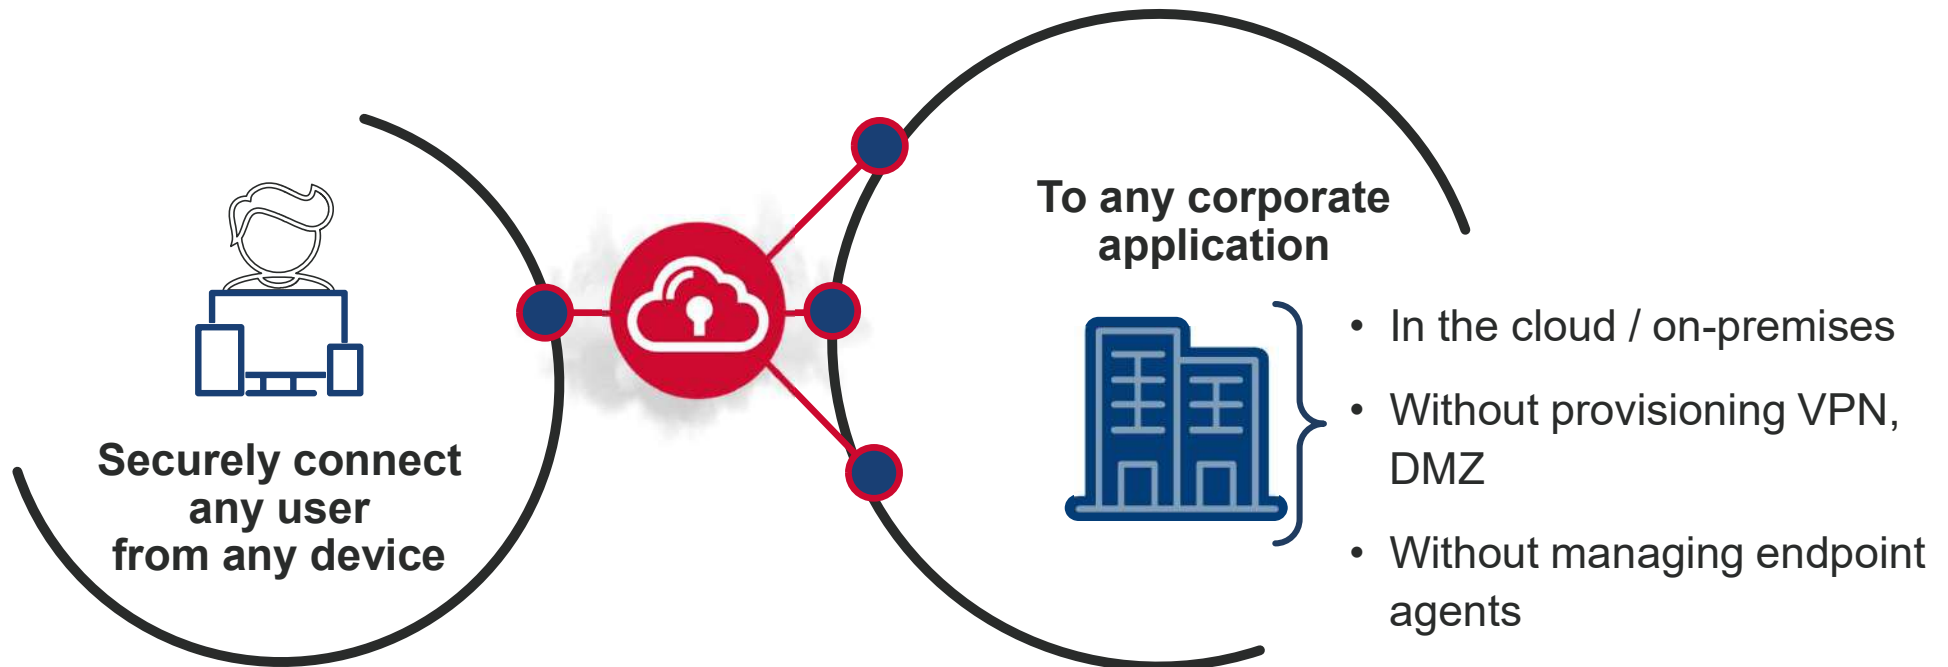 Securely connect
any user
from any device
To any corporate
application
• In the cloud / on-premises
• Without provisioning VPN,
DMZ
• Without managing endpoint
agents